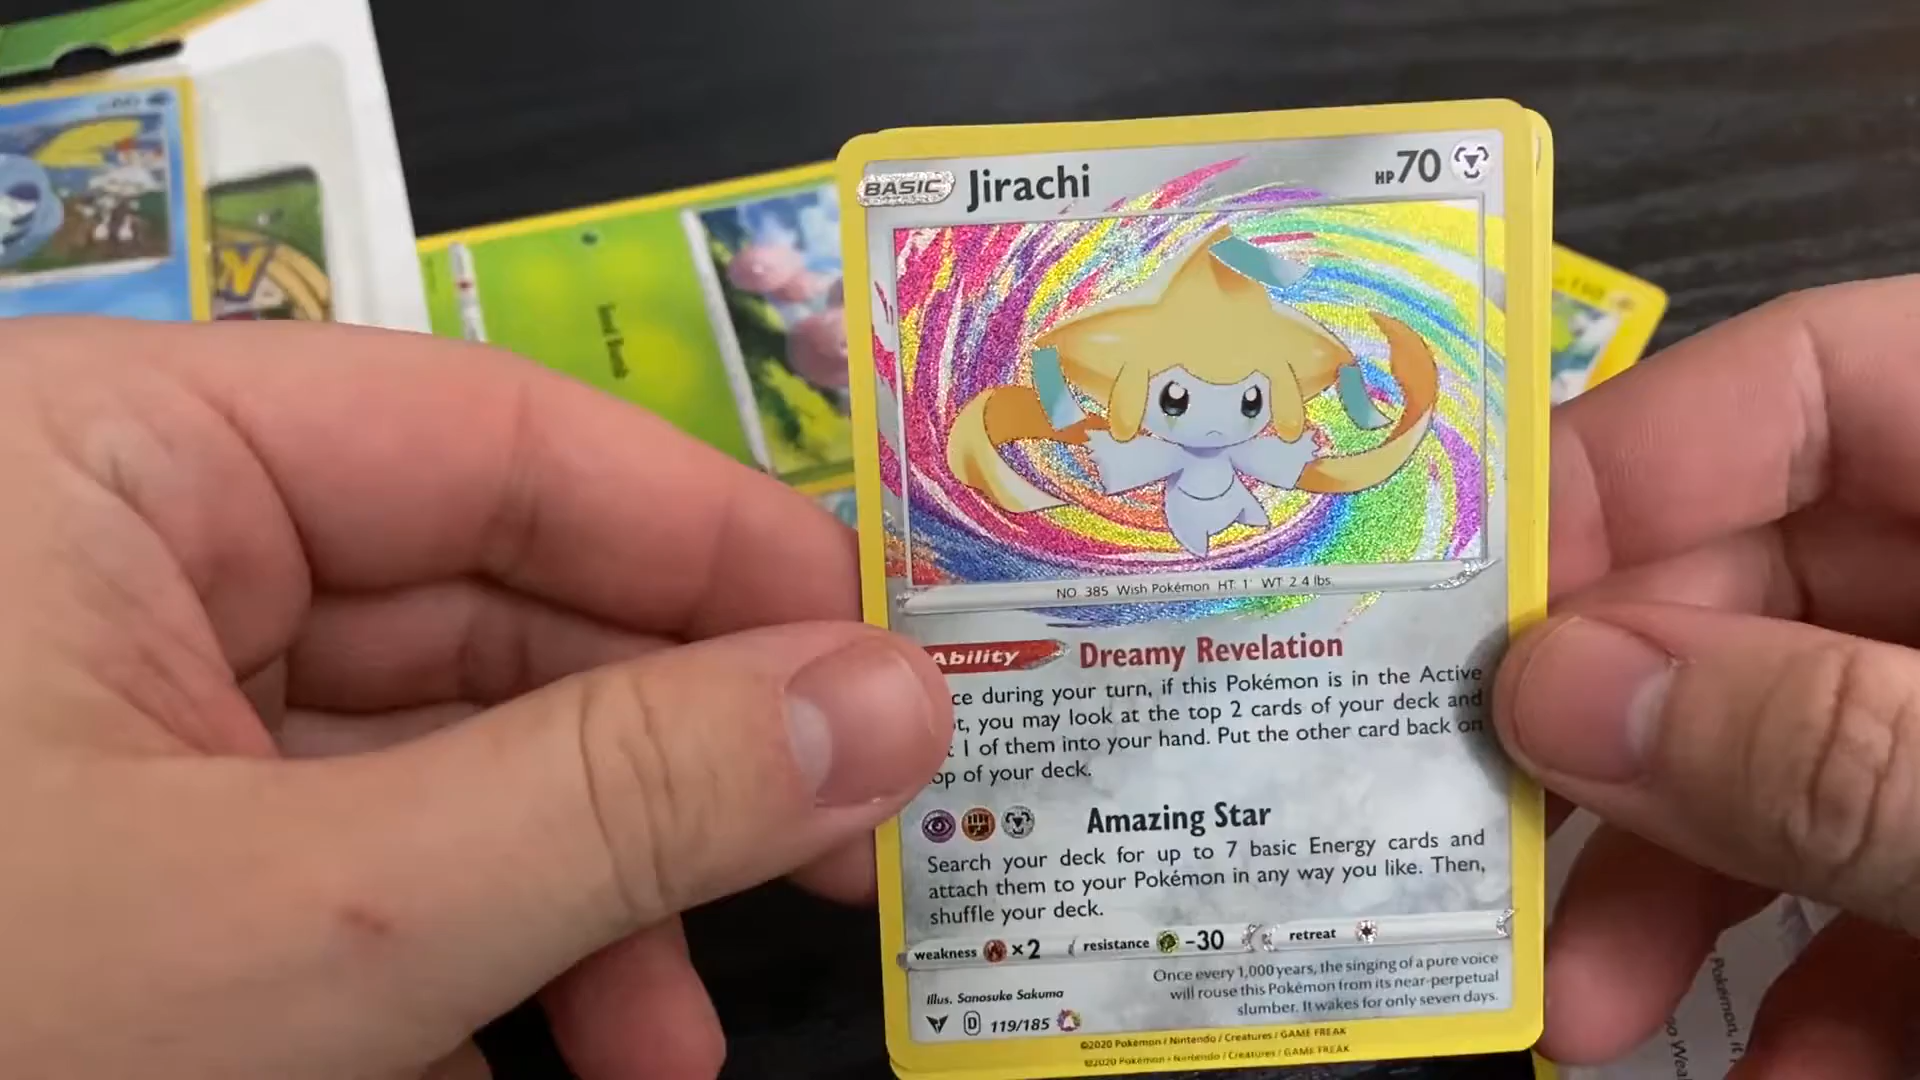 BASIC Jirachi HP70
NO. 385 Wish Pokémon HT: 1' WT: 2.4 lbs.
Ability Dreamy Revelation
ce during your turn, if this Pokémon is in the Active
t, you may look at the top 2 cards of your deck and
1 of them into your hand. Put the other card back on
op of your deck.
Amazing Star
Search your deck for up to 7 basic Energy cards and
attach them to your Pokémon in any way you like. Then,
shuffle your deck.
weakness ×2 resistance -30 retreat
Once every 1,000 years, the singing of a pure voice
will rouse this Pokémon from its near-perpetual
slumber. It wakes for only seven days.
Illus. Sanosuke Sakuma
D 119/185 A
©2020 Pokémon / Nintendo / Creatures / GAME FREAK
©2020 Pokémon / Nintendo / Creatures / GAME FREAK
Seed Bomb
Pokémon, it